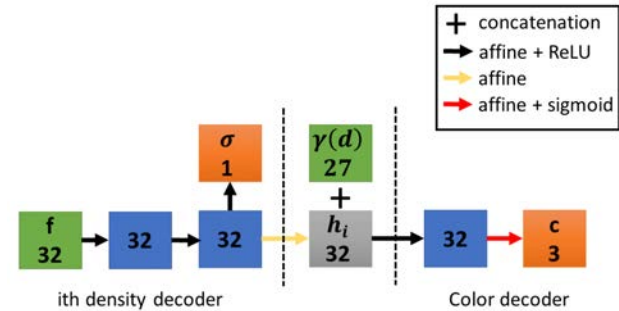 + concatenation
affine + ReLU
affine
affine + sigmoid
σ
1
γ(d)
27
+
f
32
32
32
h_i
32
32
c
3
ith density decoder
Color decoder